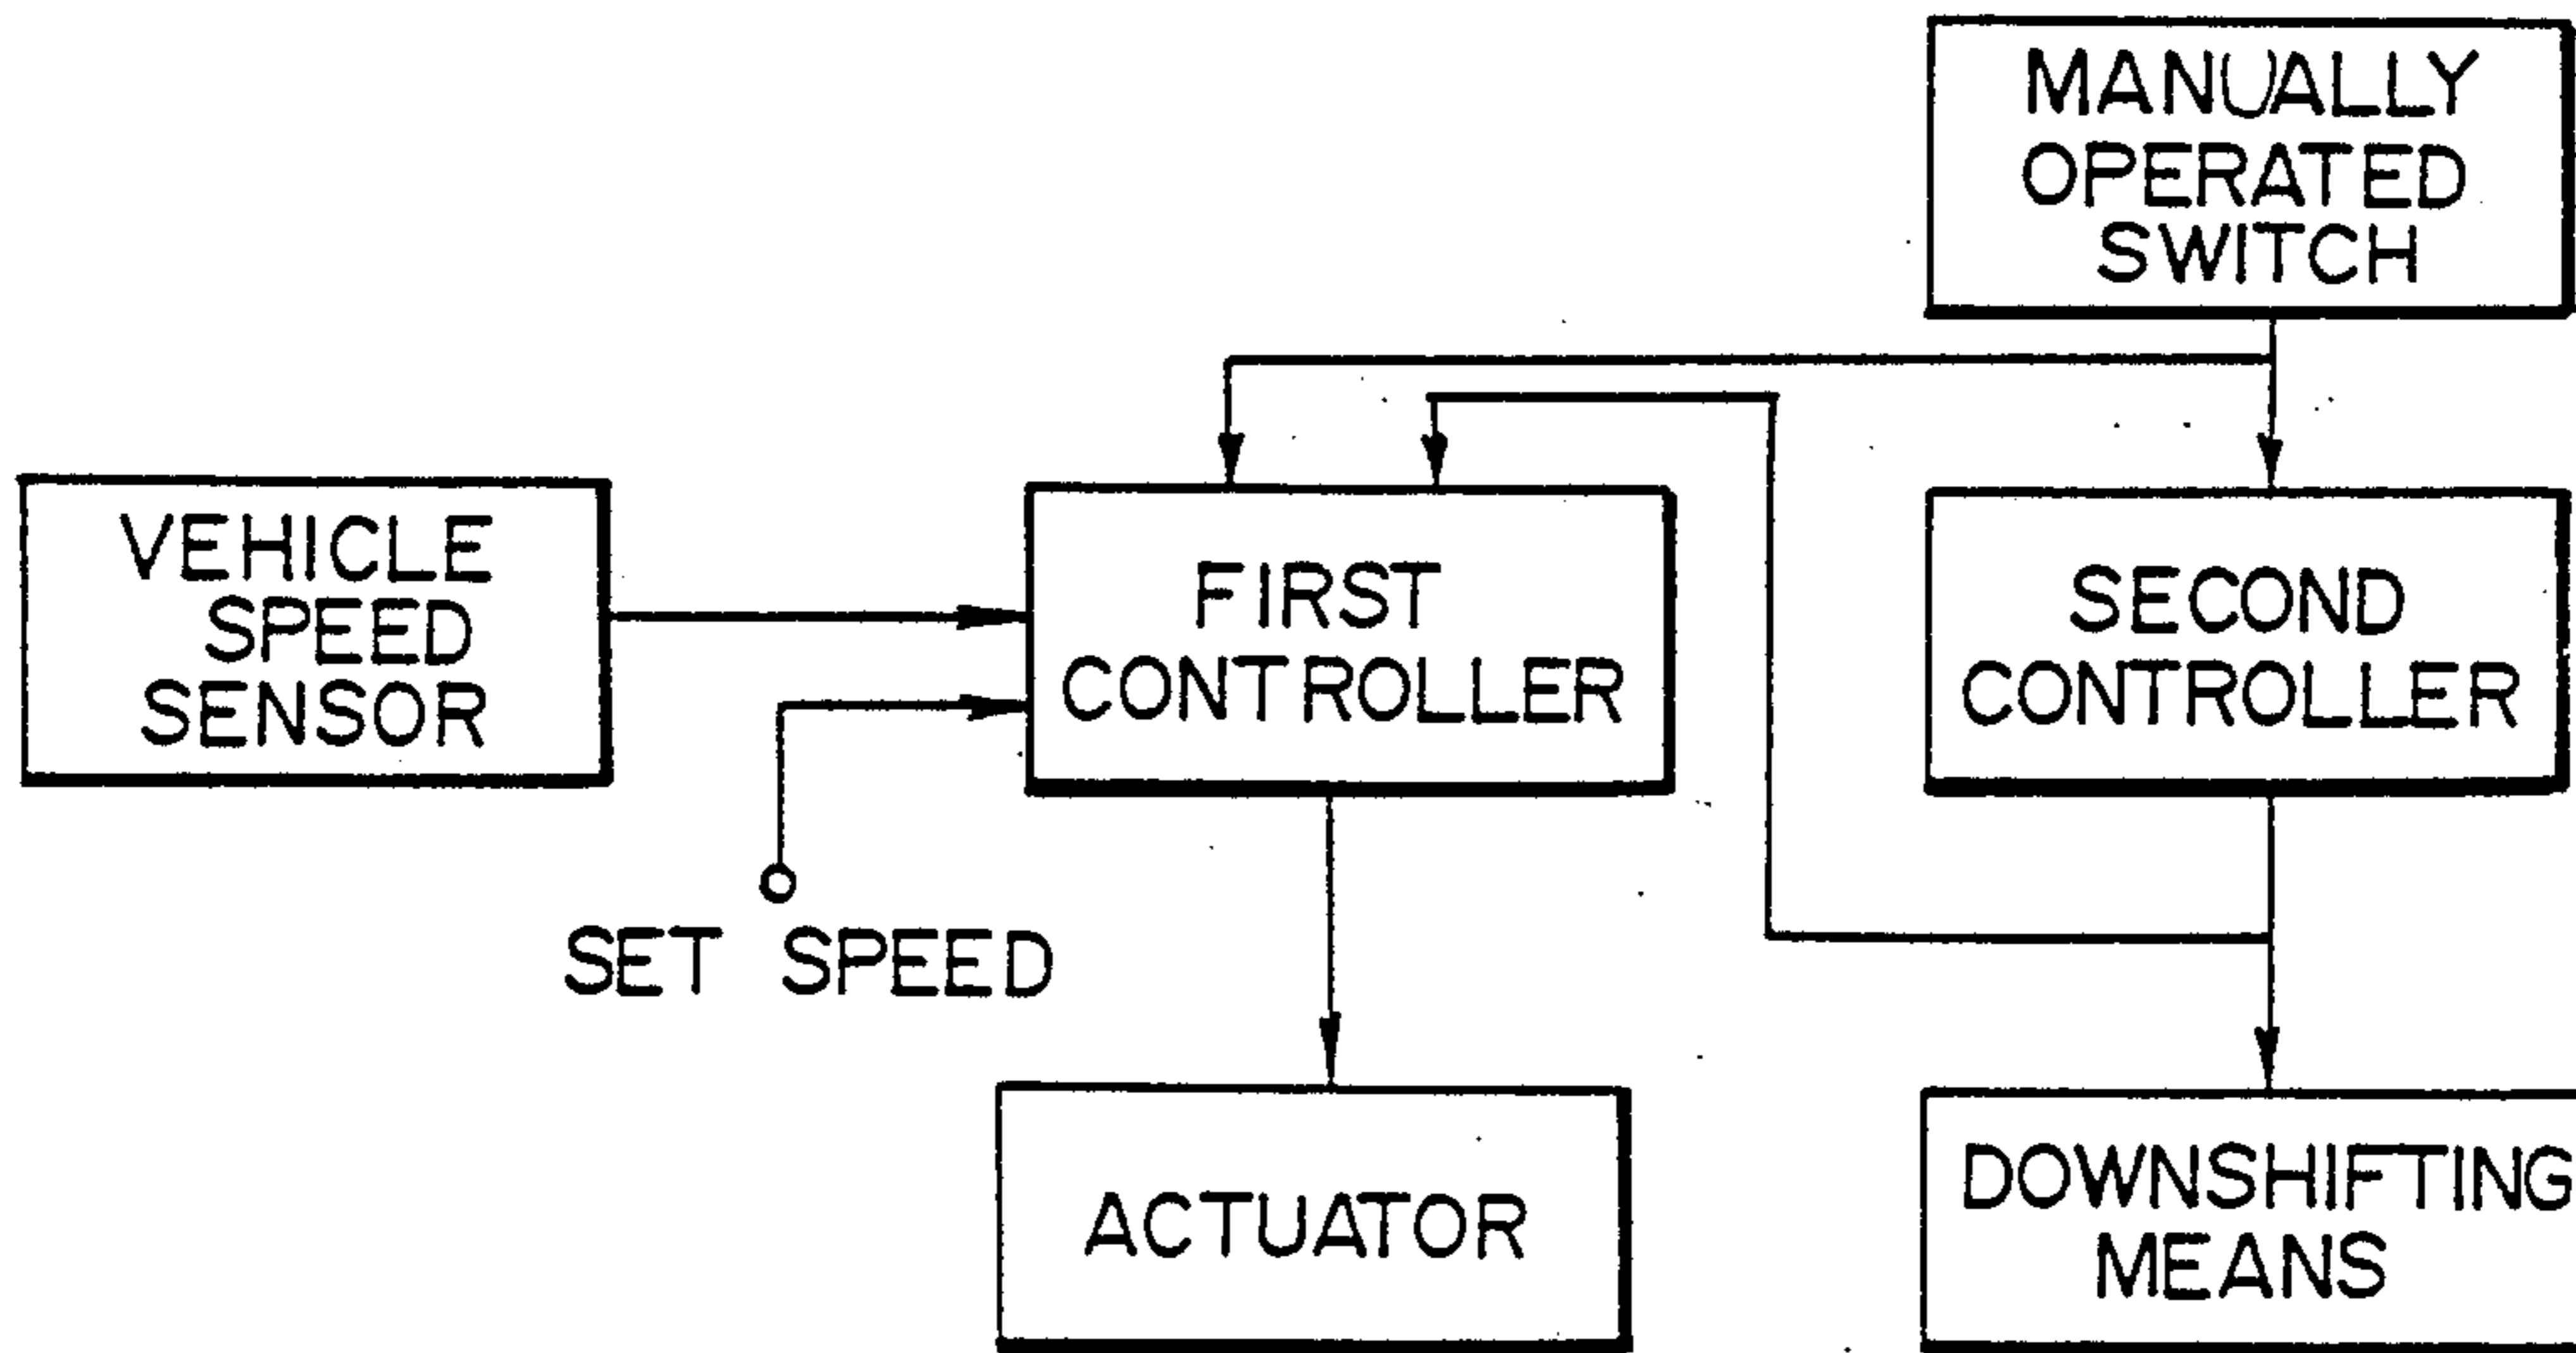 MANUALLY
OPERATED
SWITCH
VEHICLE
SPEED
SENSOR
FIRST
CONTROLLER
SECOND
CONTROLLER
SET SPEED
ACTUATOR
DOWNSHIFTING
MEANS